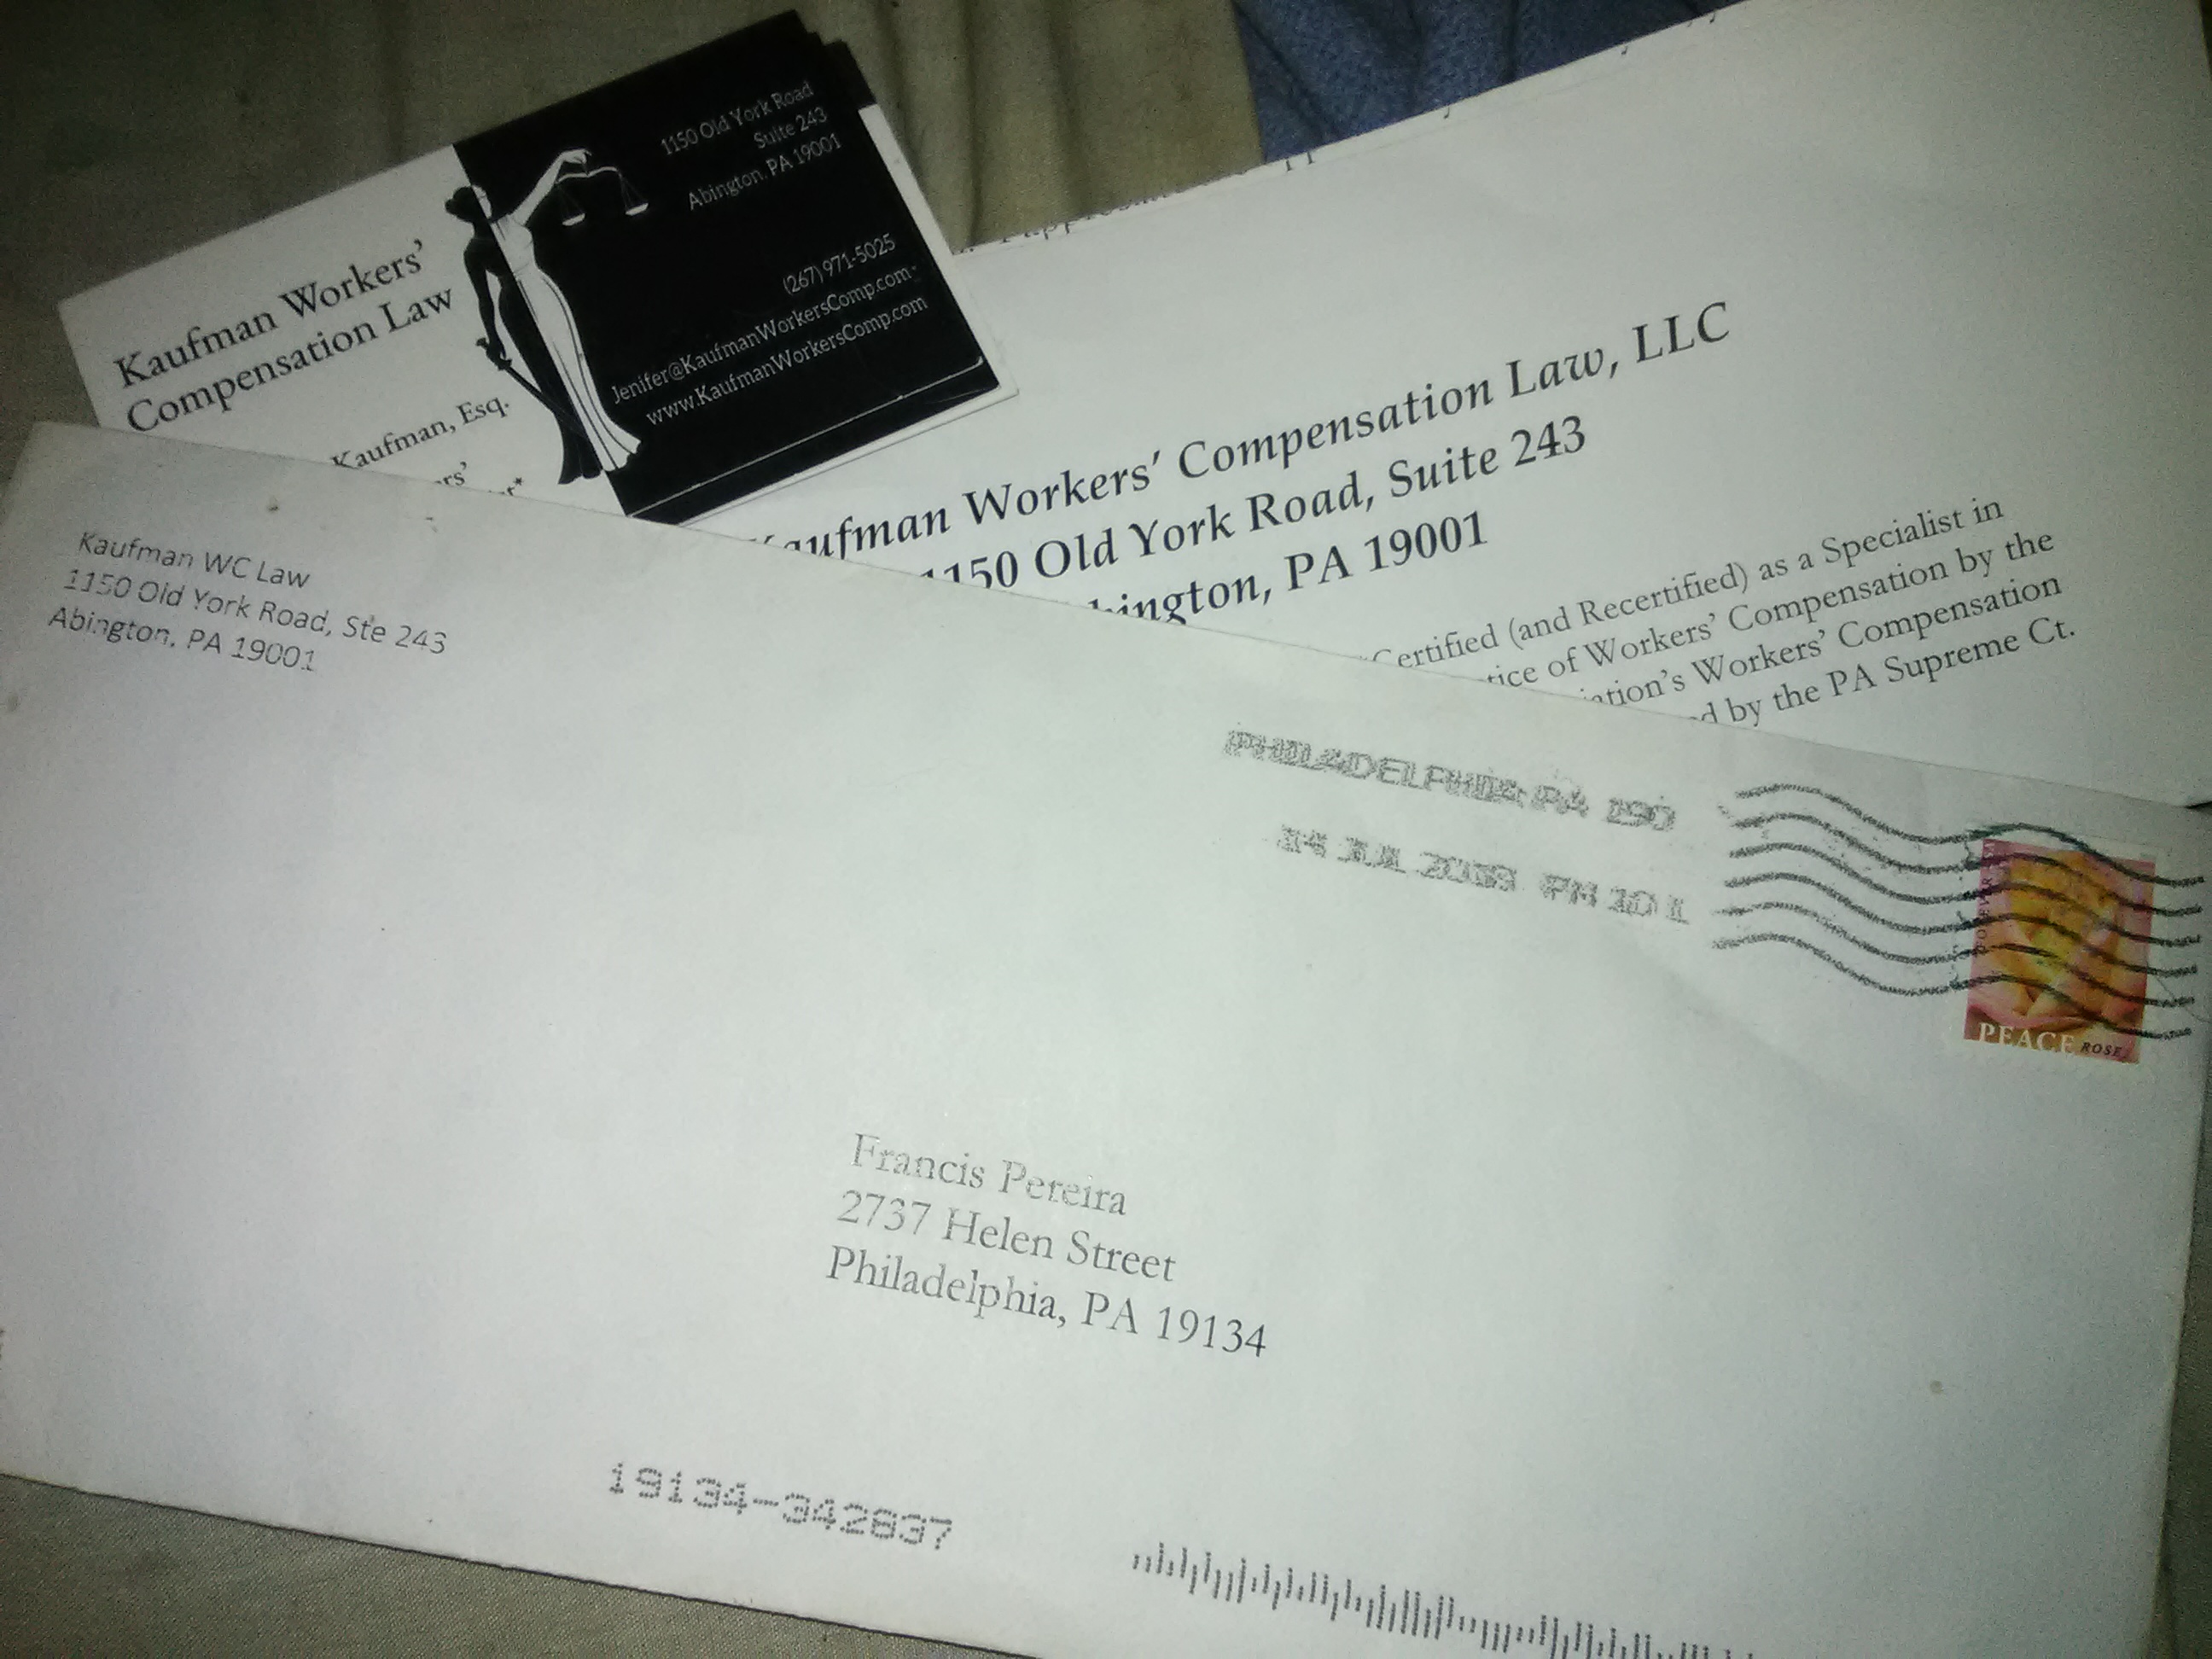 Kaufman Workers'
Compensation Law
Kaufman, Esq.
1150 Old York Road
Suite 243
Abington, PA 19001
(267) 971-5025
Jenifer@KaufmanWorkersComp.com
www.KaufmanWorkersComp.com
Kaufman Workers' Compensation Law, LLC
1150 Old York Road, Suite 243
Abington, PA 19001
Certified (and Recertified) as a Specialist in
of Workers' Compensation by the
Workers' Compensation
by the PA Supreme Ct.
Kaufman WC Law
1150 Old York Road, Ste 243
Abington, PA 19001
PHILADELPHIA PA 190
14 JUL PM 10 L
FOREVER
PEACE ROSE
Francis Pereira
2737 Helen Street
Philadelphia, PA 19134
19134-342837